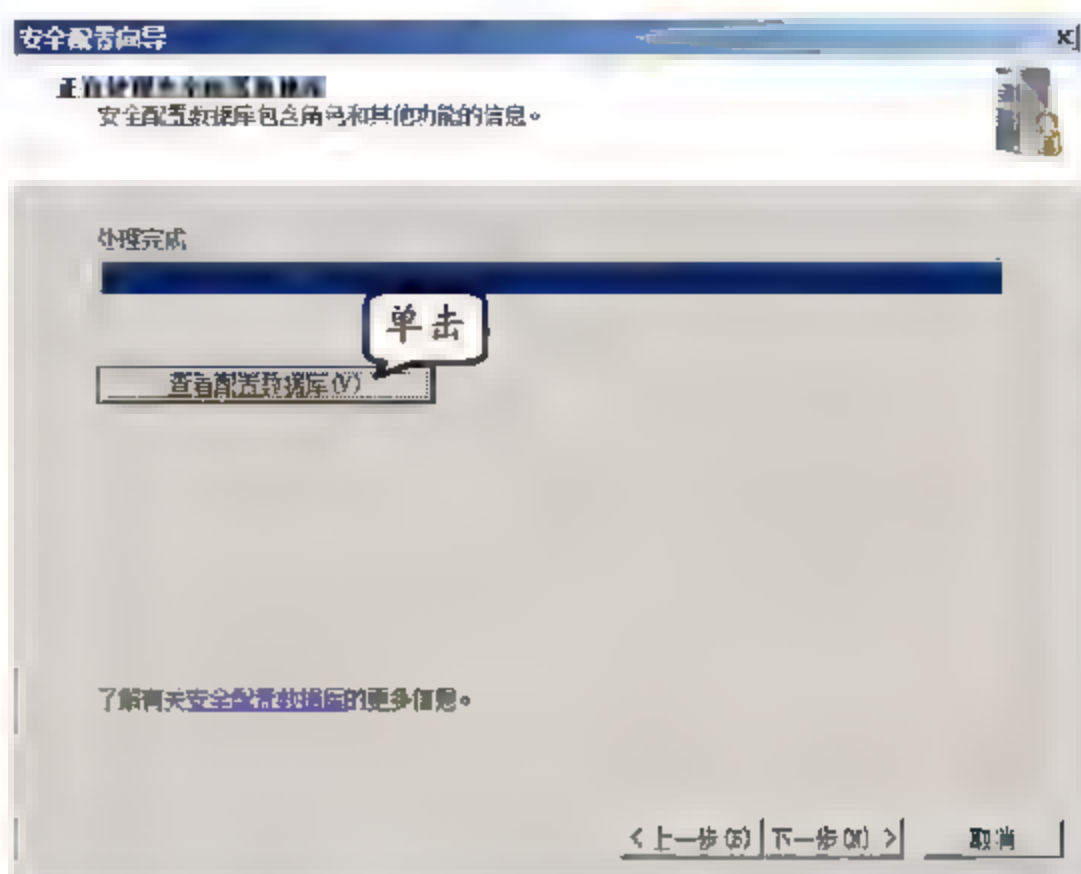 安全配置向导
安全配置数据库包含角色和其他功能的信息。
处理完成
单击
查看配置数据库(V)
了解有关安全配置数据库的更多信息。
< 上一步(B) 下一步(N) > 取消